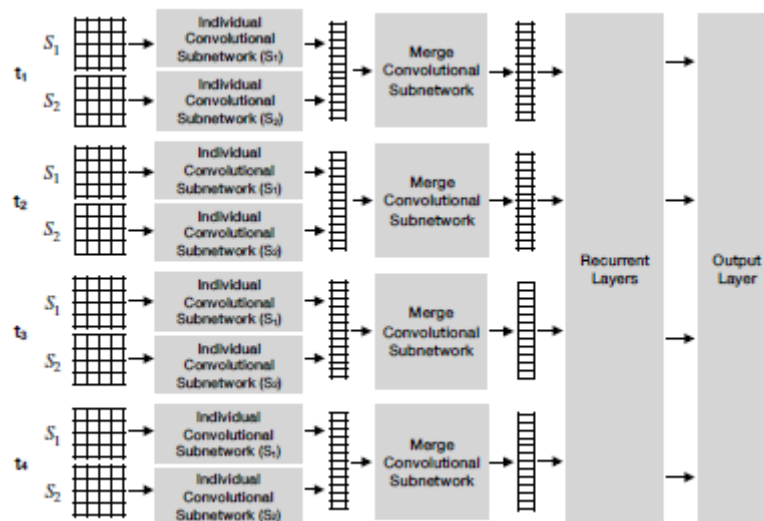 t₁
S₁
Individual
Convolutional
Subnetwork (S₁)
S₂
Individual
Convolutional
Subnetwork (S₂)
Merge
Convolutional
Subnetwork
t₂
S₁
Individual
Convolutional
Subnetwork (S₁)
S₂
Individual
Convolutional
Subnetwork (S₂)
Merge
Convolutional
Subnetwork
t₃
S₁
Individual
Convolutional
Subnetwork (S₁)
S₂
Individual
Convolutional
Subnetwork (S₂)
Merge
Convolutional
Subnetwork
t₄
S₁
Individual
Convolutional
Subnetwork (S₁)
S₂
Individual
Convolutional
Subnetwork (S₂)
Merge
Convolutional
Subnetwork
Recurrent
Layers
Output
Layer